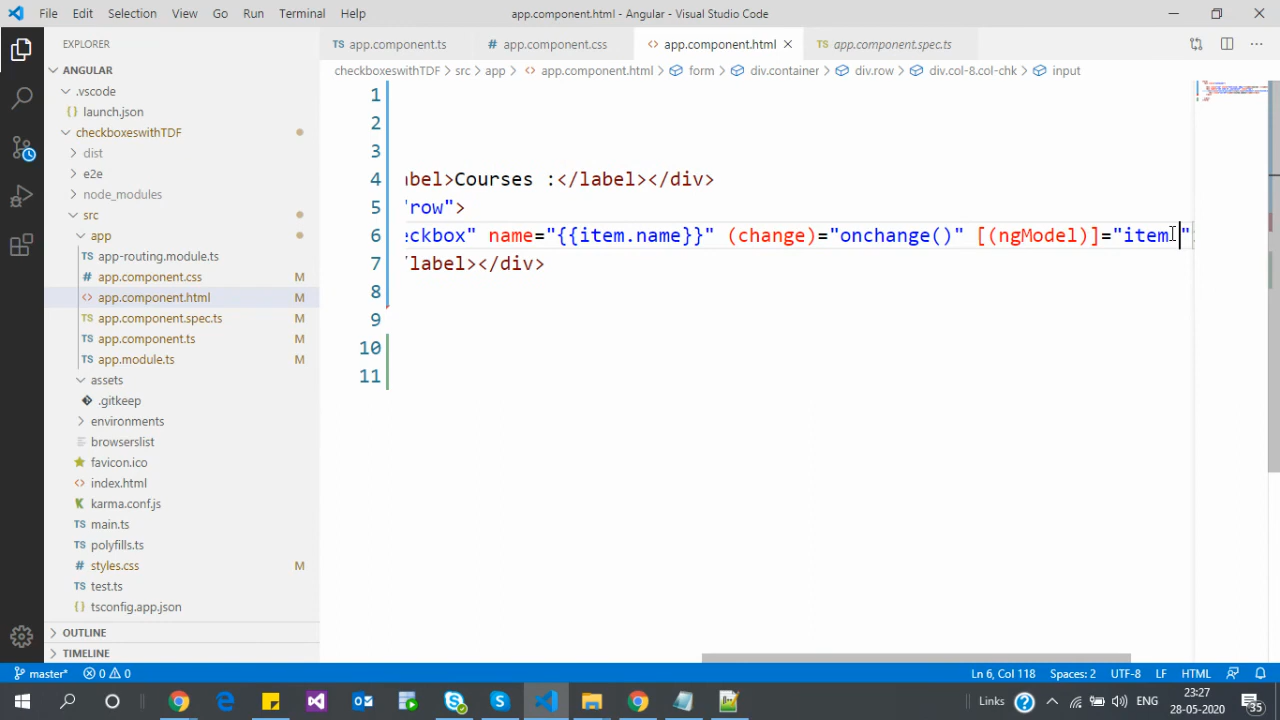 File Edit Selection View Go Run Terminal Help app.component.html - Angular - Visual Studio Code
EXPLORER
TS app.component.ts # app.component.css <> app.component.html TS app.component.spec.ts
checkboxeswithTDF > src > app > <> app.component.html > form > div.container > div.row > div.col-8.col-chk > input
ANGULAR
.vscode
launch.json
checkboxeswithTDF
dist
e2e
node_modules
src
app
app-routing.module.ts
app.component.css M
app.component.html M
app.component.spec.ts M
app.component.ts M
app.module.ts M
assets
.gitkeep
environments
browserslist
favicon.ico
index.html
karma.conf.js
main.ts
polyfills.ts
styles.css M
test.ts
tsconfig.app.json
OUTLINE
TIMELINE
1
2
3
4 bel>Courses :</label></div>
5 "row">
6 ckbox" name="{{item.name}}" (change)="onchange()" [(ngModel)]="item
7 /label></div>
8
9
10
11
master* 0 0 Ln 6, Col 118 Spaces: 2 UTF-8 LF HTML
Links ENG 23:27
28-05-2020 35